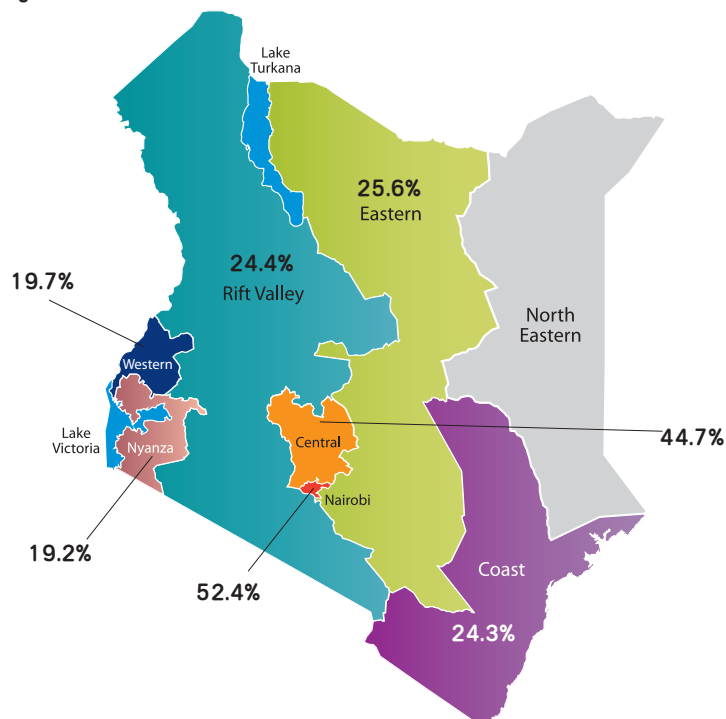 Lake
Turkana
25.6%
Eastern
24.4%
Rift Valley
19.7%
North
Eastern
Western
Lake
Victoria
Nyanza
Central
44.7%
Nairobi
19.2%
52.4%
Coast
24.3%